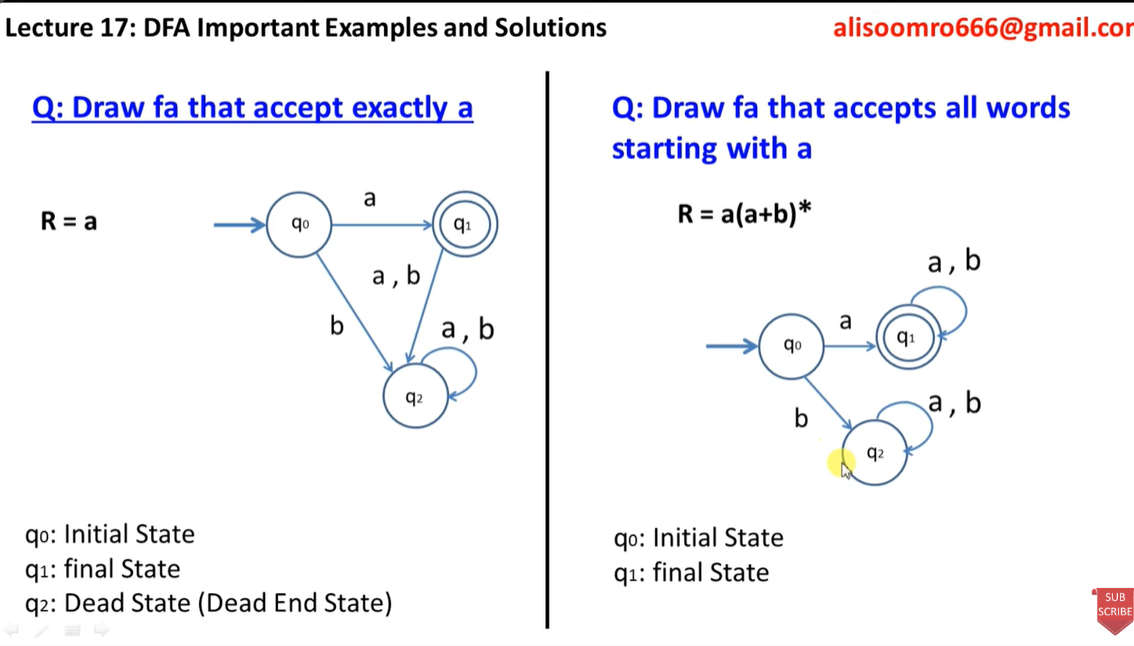 Lecture 17: DFA Important Examples and Solutions
alisoomro666@gmail.cor
Q: Draw fa that accept exactly a
R = a
a
q0
q1
a , b
b
a , b
q2
q0: Initial State
q1: final State
q2: Dead State (Dead End State)
Q: Draw fa that accepts all words
starting with a
R = a(a+b)*
a , b
a
q0
q1
b
a , b
q2
q0: Initial State
q1: final State
SUB
SCRIBE